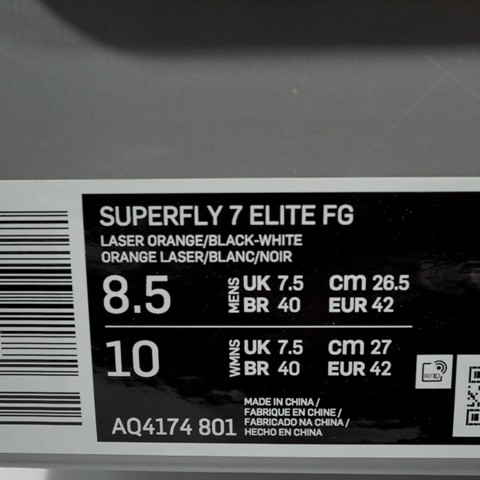 SUPERFLY 7 ELITE FG
LASER ORANGE/BLACK-WHITE
ORANGE LASER/BLANC/NOIR
8.5 MENS UK 7.5 CM 26.5
BR 40 EUR 42
10 WMNS UK 7.5 CM 27
BR 40 EUR 42
MADE IN CHINA /
FABRIQUE EN CHINE /
FABRICADO NA CHINA /
AQ4174 801 HECHO EN CHINA
RFID